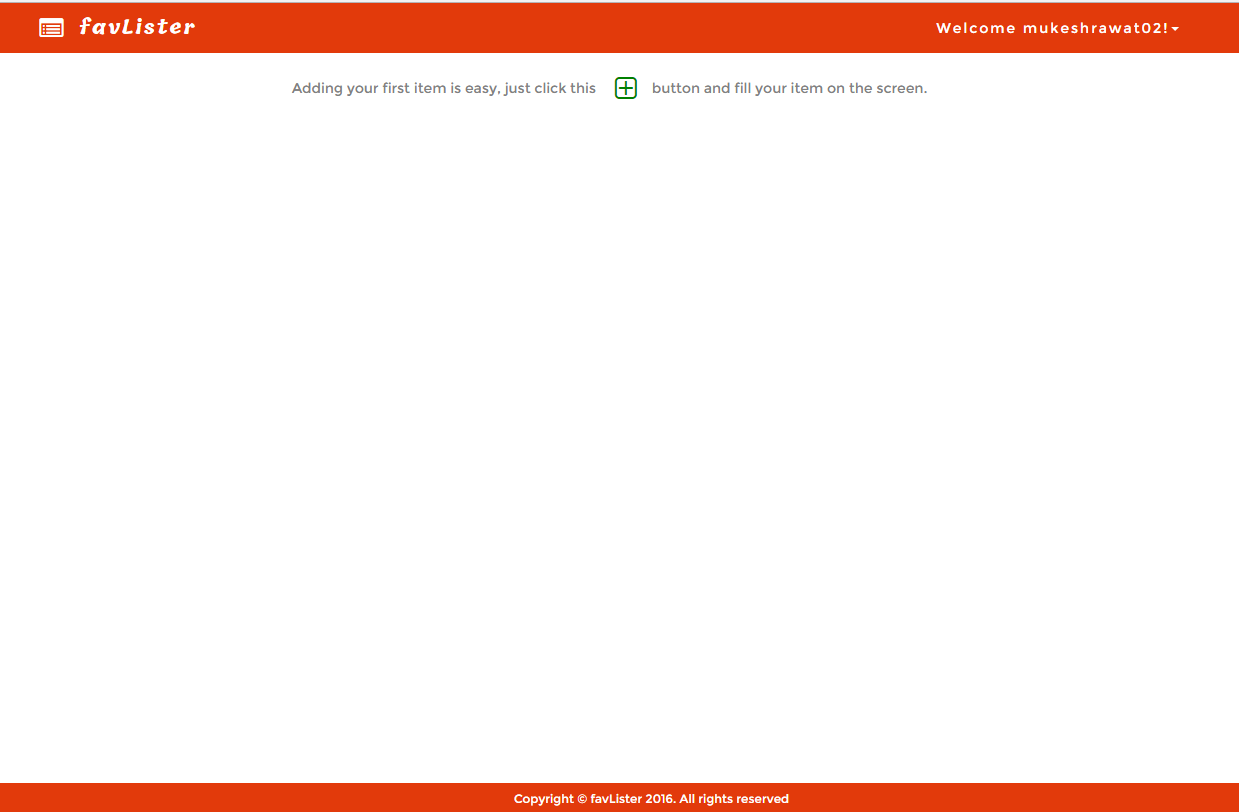 favLister
Welcome mukeshrawat02!
Adding your first item is easy, just click this button and fill your item on the screen.
Copyright © favLister 2016. All rights reserved